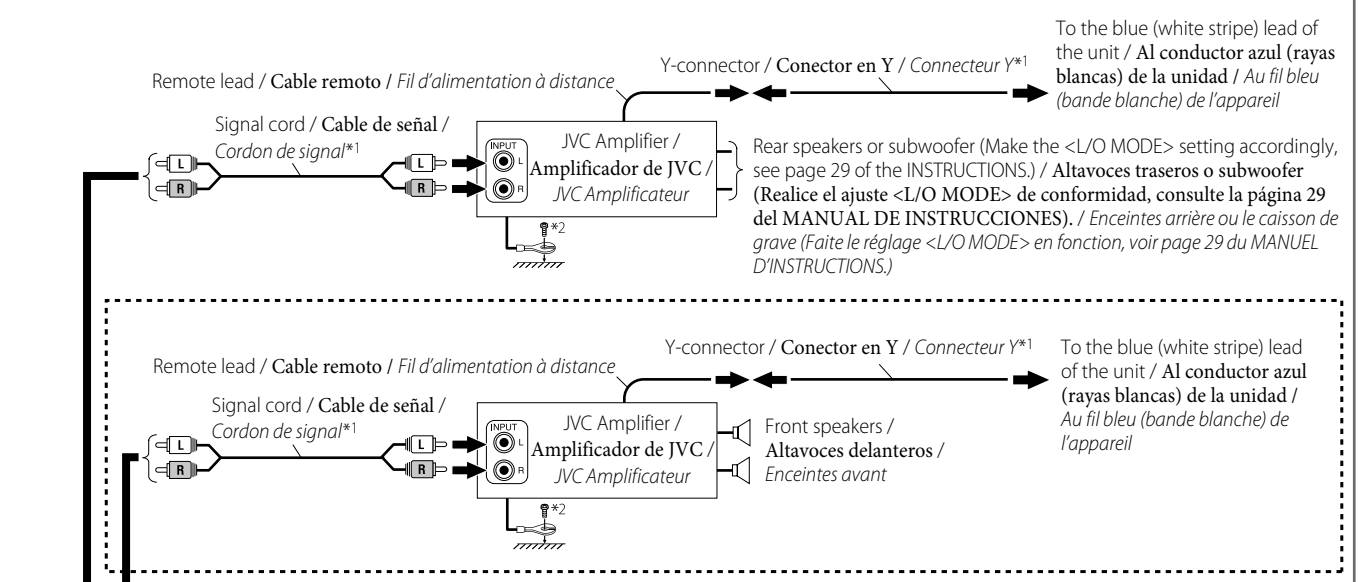 To the blue (white stripe) lead of
the unit / Al conductor azul (rayas
blancas) de la unidad / Au fil bleu
(bande blanche) de l'appareil
Y-connector / Conector en Y / Connecteur Y*1
Remote lead / Cable remoto / Fil d'alimentation à distance
Signal cord / Cable de señal /
Cordon de signal*1
L
R
L
R
INPUT
L
R
JVC Amplifier /
Amplificador de JVC /
JVC Amplificateur
*2
Rear speakers or subwoofer (Make the <L/O MODE> setting accordingly,
see page 29 of the INSTRUCTIONS.) / Altavoces traseros o subwoofer
(Realice el ajuste <L/O MODE> de conformidad, consulte la página 29
del MANUAL DE INSTRUCCIONES). / Enceintes arrière ou le caisson de
grave (Faite le réglage <L/O MODE> en fonction, voir page 29 du MANUEL
D'INSTRUCTIONS.)
Y-connector / Conector en Y / Connecteur Y*1
To the blue (white stripe) lead
of the unit / Al conductor azul
(rayas blancas) de la unidad /
Au fil bleu (bande blanche) de
l'appareil
Remote lead / Cable remoto / Fil d'alimentation à distance
Signal cord / Cable de señal /
Cordon de signal*1
L
R
L
R
INPUT
L
R
JVC Amplifier /
Amplificador de JVC /
JVC Amplificateur
*2
Front speakers /
Altavoces delanteros /
Enceintes avant